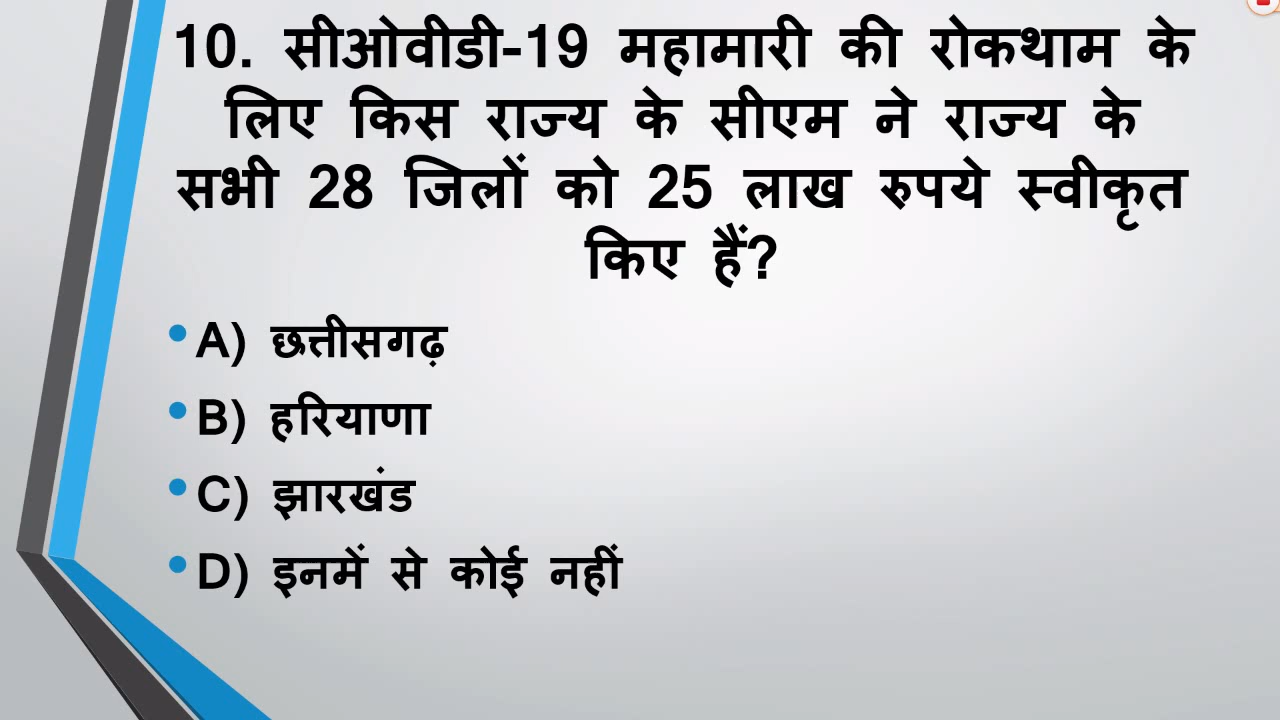 10. सीओवीडी-19 महामारी की रोकथाम के
लिए किस राज्य के सीएम ने राज्य के
सभी 28 जिलों को 25 लाख रुपये स्वीकृत
किए हैं?
A) छत्तीसगढ़
B) हरियाणा
C) झारखंड
D) इनमें से कोई नहीं